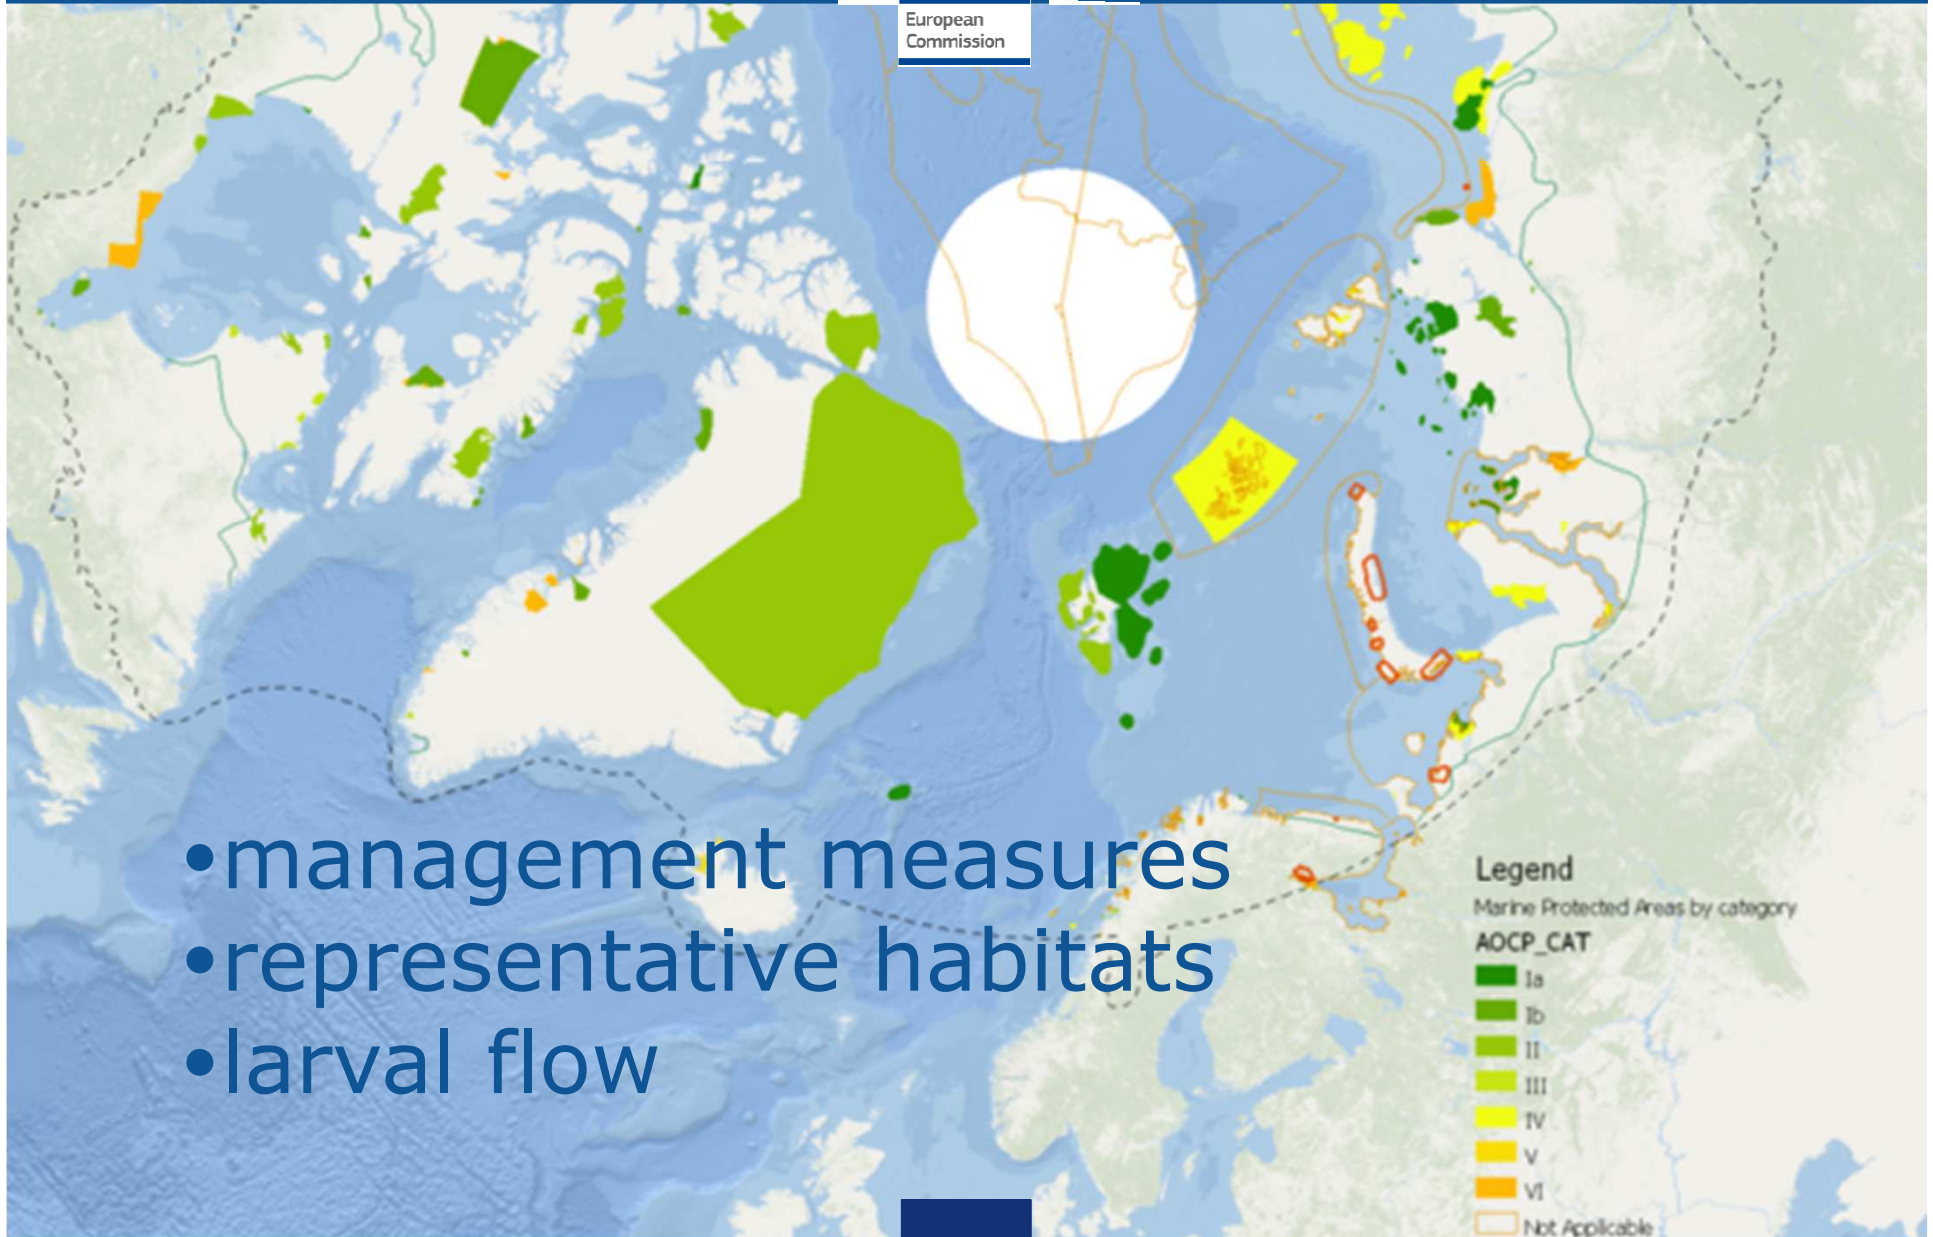 European
Commission
•management measures
•representative habitats
•larval flow
Legend
Marine Protected Areas by category
AOCP_CAT
Ia
Ib
II
III
IV
V
VI
Not Applicable